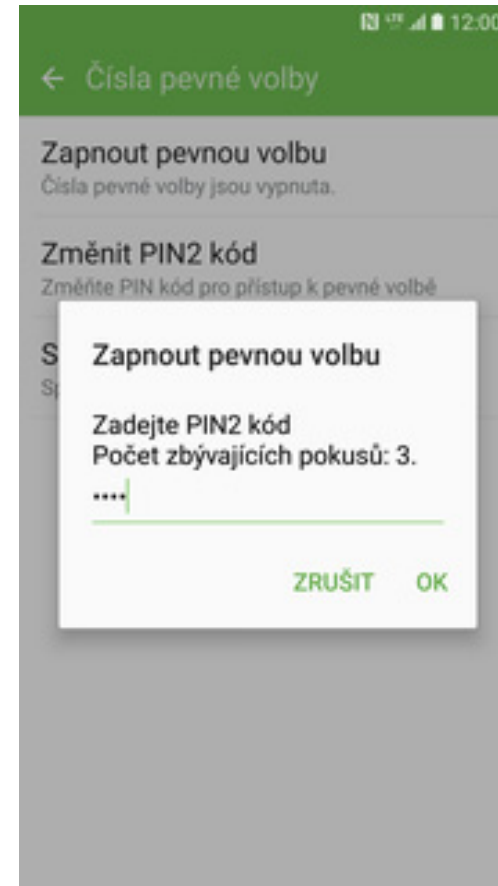 12:00
Čísla pevné volby
Zapnout pevnou volbu
Čísla pevné volby jsou vypnuta.
Změnit PIN2 kód
Změňte PIN kód pro přístup k pevné volbě
S
Zapnout pevnou volbu
Zadejte PIN2 kód
Počet zbývajících pokusů: 3.
••••
ZRUŠIT OK